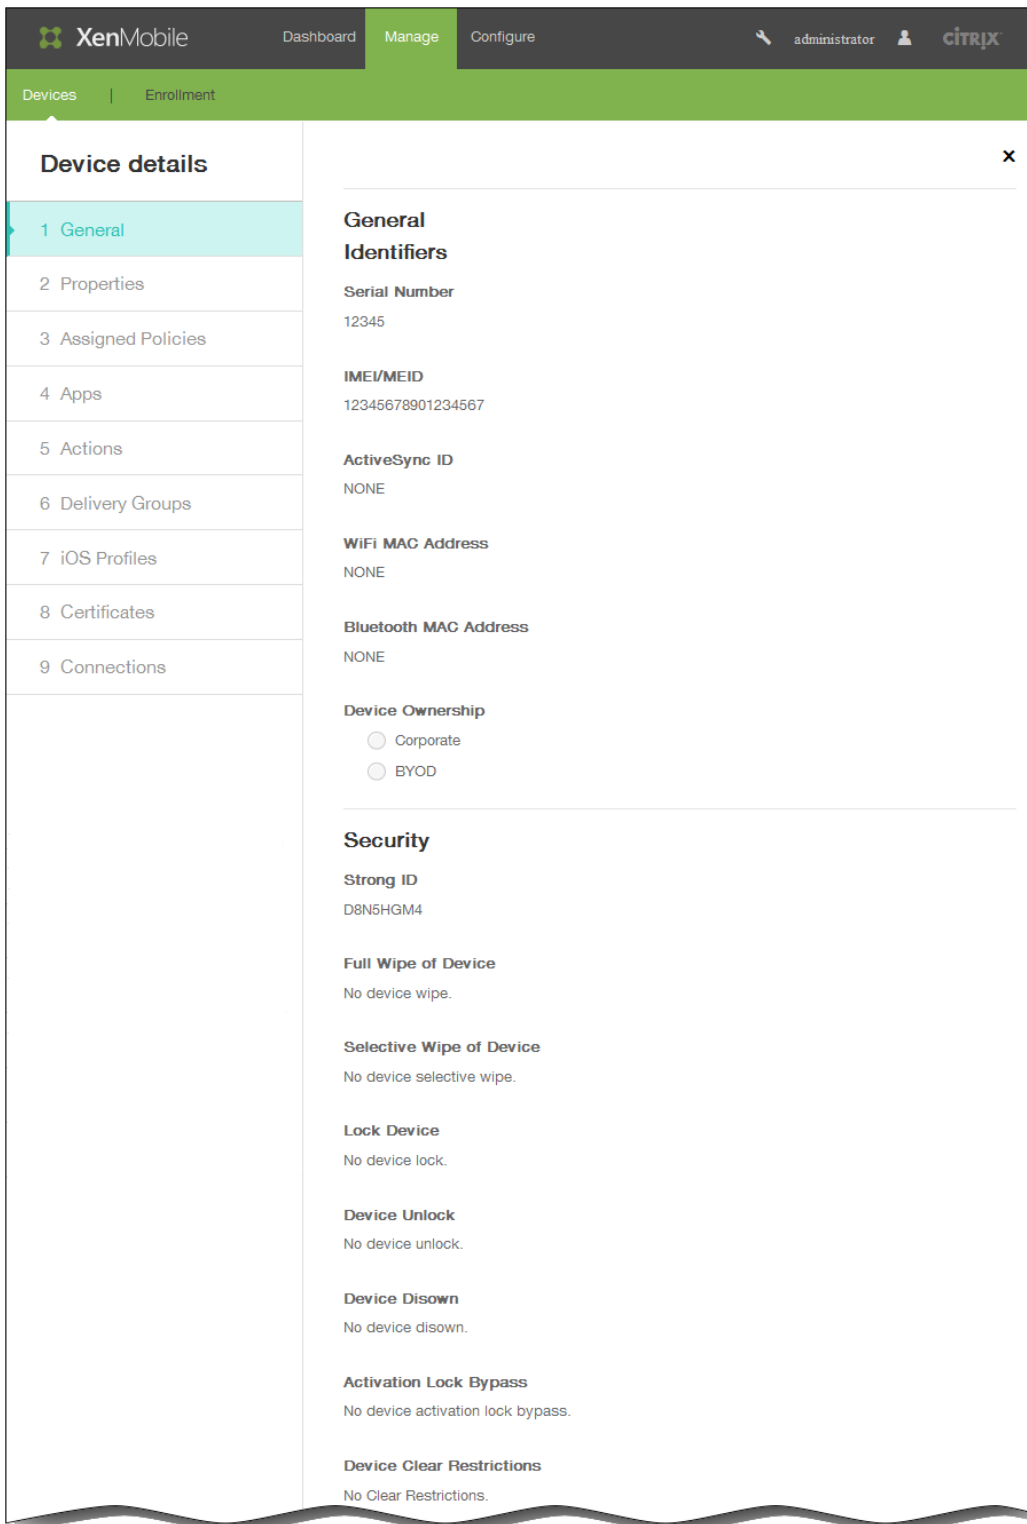 XenMobile Dashboard Manage Configure administrator CITRIX
Devices | Enrollment
Device details
1 General
2 Properties
3 Assigned Policies
4 Apps
5 Actions
6 Delivery Groups
7 iOS Profiles
8 Certificates
9 Connections
×
General
Identifiers
Serial Number
12345
IMEI/MEID
12345678901234567
ActiveSync ID
NONE
WiFi MAC Address
NONE
Bluetooth MAC Address
NONE
Device Ownership
Corporate
BYOD
Security
Strong ID
D8N5HGM4
Full Wipe of Device
No device wipe.
Selective Wipe of Device
No device selective wipe.
Lock Device
No device lock.
Device Unlock
No device unlock.
Device Disown
No device disown.
Activation Lock Bypass
No device activation lock bypass.
Device Clear Restrictions
No Clear Restrictions.